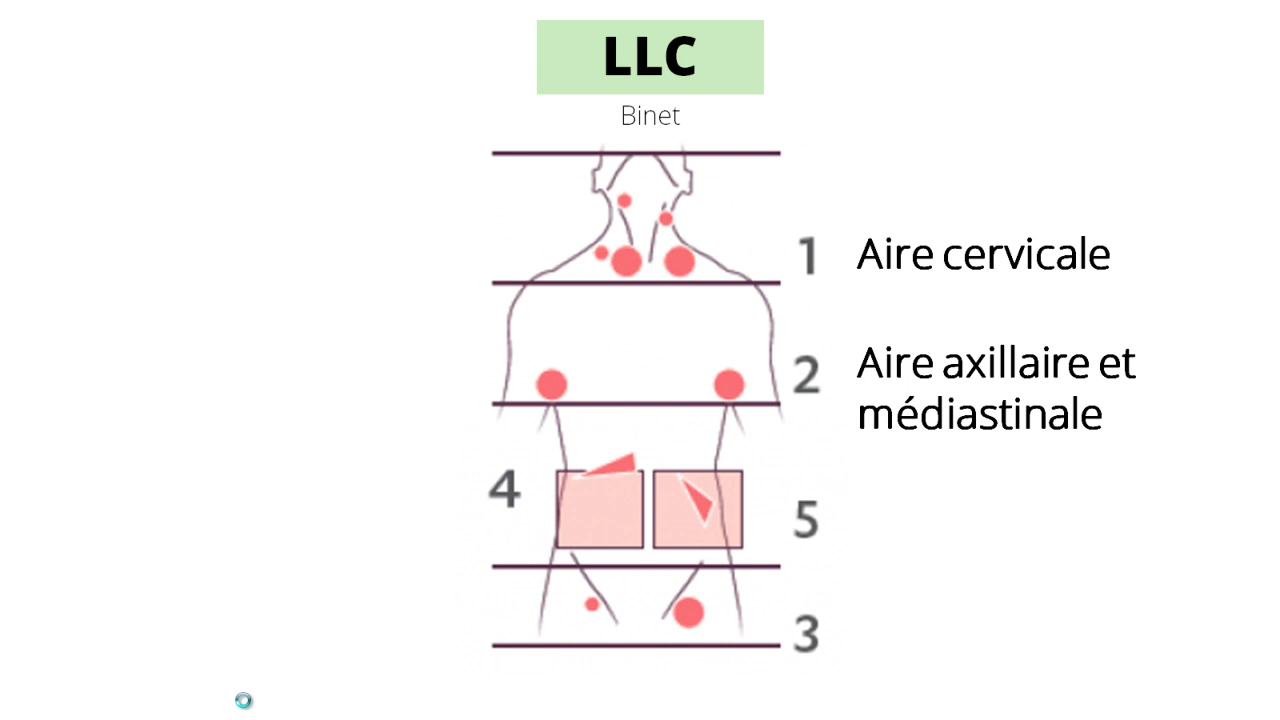 LLC
Binet
1 Aire cervicale
2 Aire axillaire et
médiastinale
4
5
3